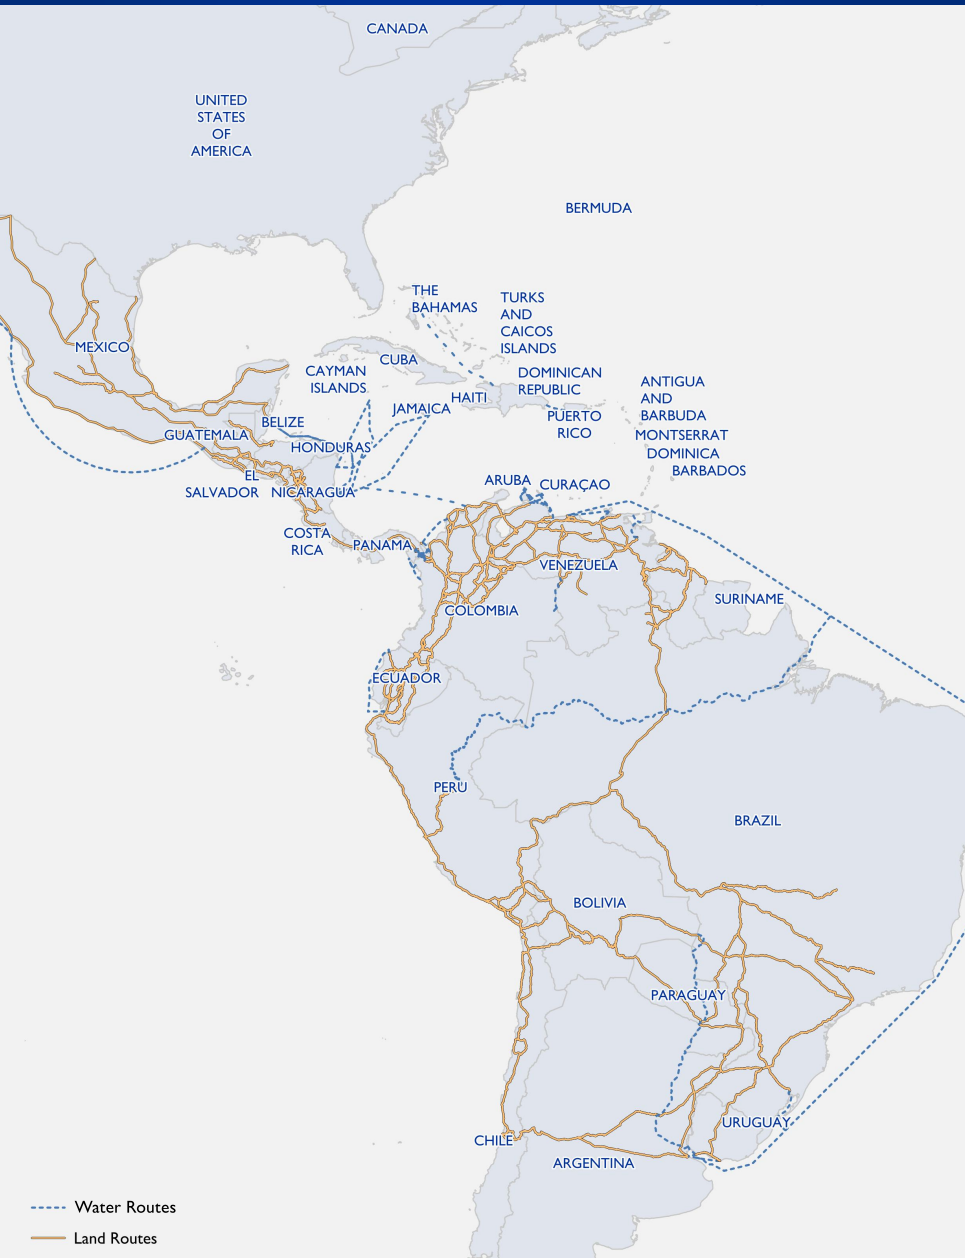 CANADA
UNITED
STATES
OF
AMERICA
BERMUDA
THE
BAHAMAS
TURKS
AND
CAICOS
ISLANDS
MEXICO
CUBA
CAYMAN
ISLANDS
DOMINICAN
REPUBLIC
HAITI
JAMAICA
ANTIGUA
AND
BARBUDA
PUERTO
RICO
MONTSERRAT
DOMINICA
BARBADOS
BELIZE
GUATEMALA
HONDURAS
EL
SALVADOR
NICARAGUA
ARUBA
CURAÇAO
COSTA
RICA
PANAMA
VENEZUELA
COLOMBIA
SURINAME
ECUADOR
PERU
BRAZIL
BOLIVIA
PARAGUAY
URUGUAY
CHILE
ARGENTINA
Water Routes
Land Routes